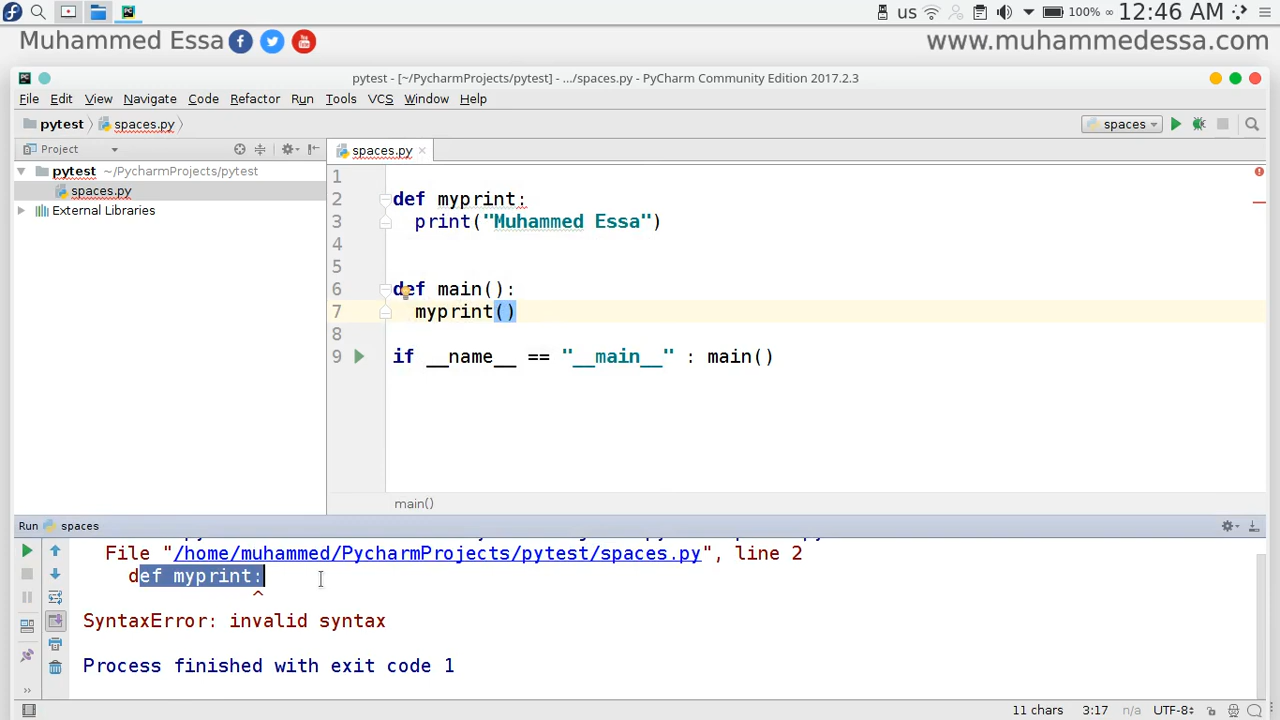 us 100% 12:46 AM
Muhammed Essa www.muhammedessa.com
pytest - [~/PycharmProjects/pytest] - .../spaces.py - PyCharm Community Edition 2017.2.3
File Edit View Navigate Code Refactor Run Tools VCS Window Help
pytest spaces.py spaces
Project spaces.py
pytest ~/PycharmProjects/pytest
spaces.py
External Libraries
1
2 def myprint:
3 print("Muhammed Essa")
4
5
6 def main():
7 myprint()
8
9 if __name__ == "__main__" : main()
main()
Run spaces
File "/home/muhammed/PycharmProjects/pytest/spaces.py", line 2
def myprint:
^
SyntaxError: invalid syntax
Process finished with exit code 1
11 chars 3:17 n/a UTF-8